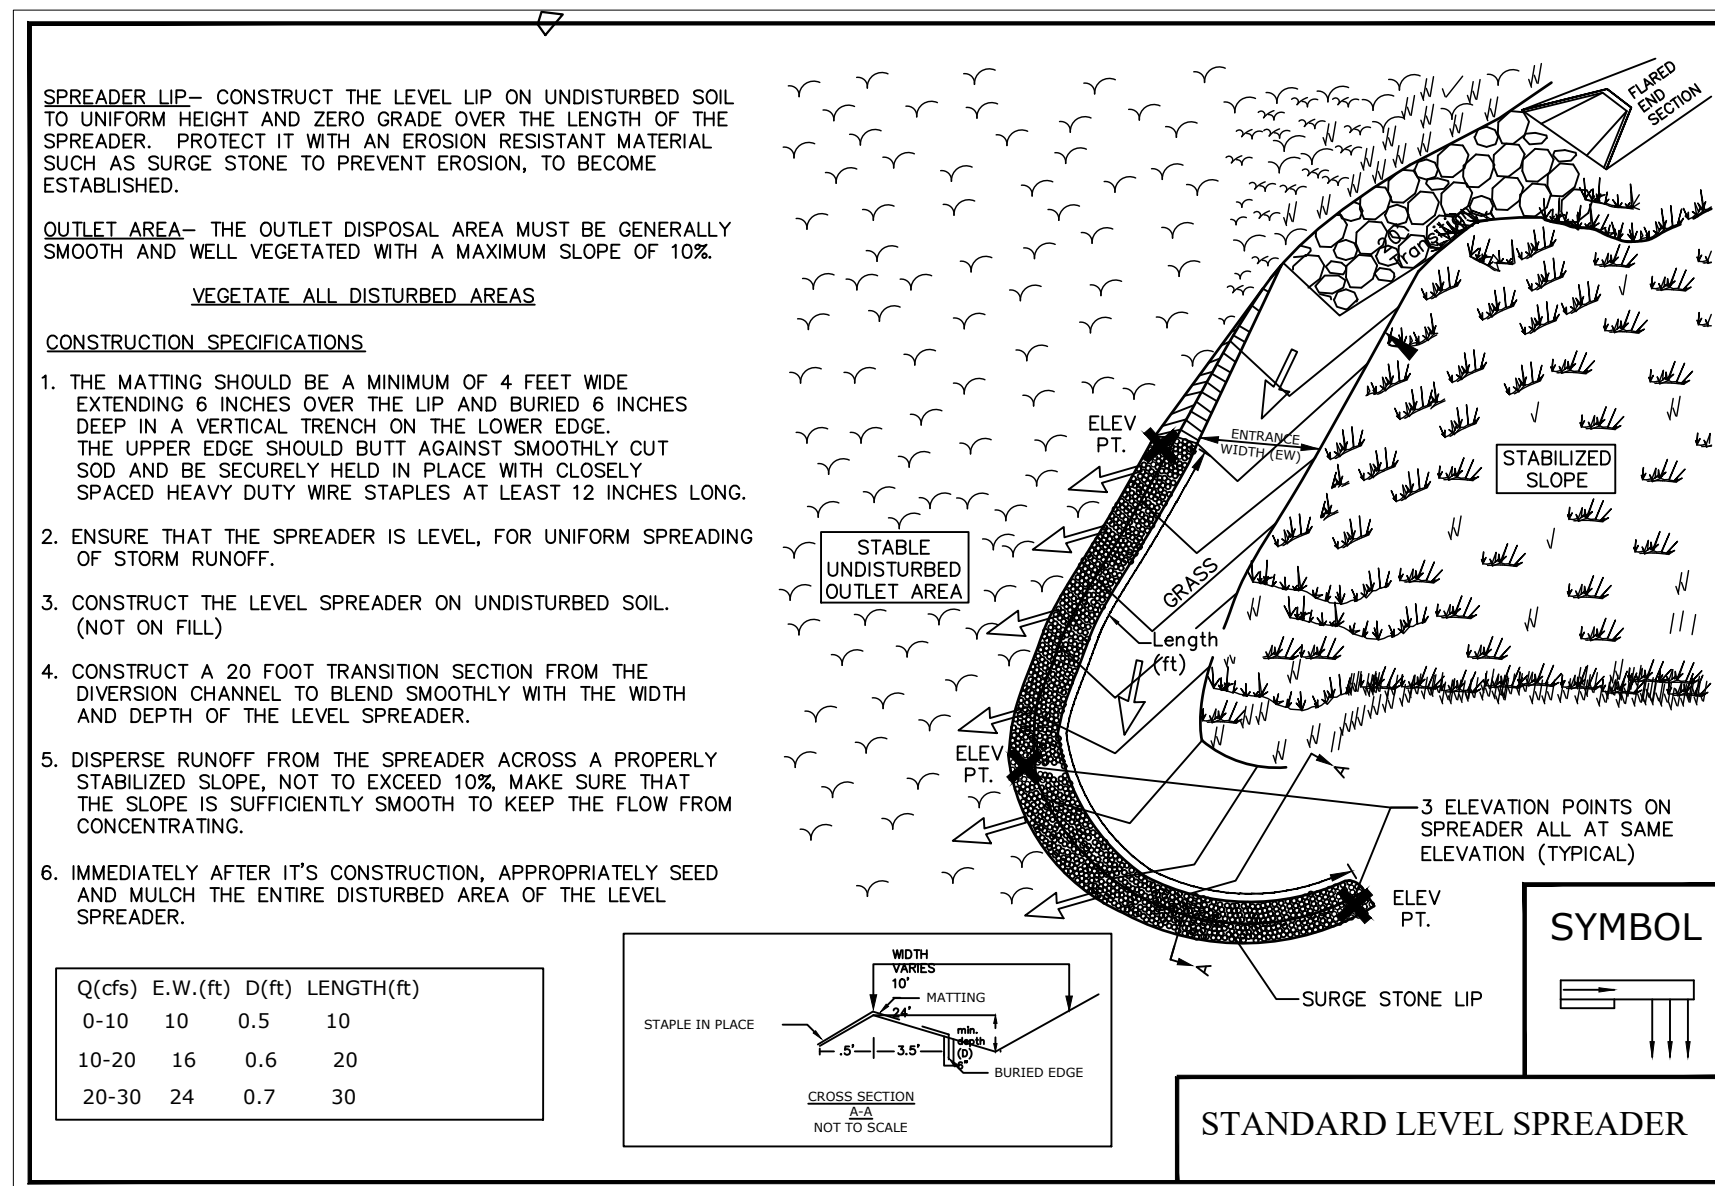 SPREADER LIP– CONSTRUCT THE LEVEL LIP ON UNDISTURBED SOIL
TO UNIFORM HEIGHT AND ZERO GRADE OVER THE LENGTH OF THE
SPREADER. PROTECT IT WITH AN EROSION RESISTANT MATERIAL
SUCH AS SURGE STONE TO PREVENT EROSION, TO BECOME
ESTABLISHED.
OUTLET AREA– THE OUTLET DISPOSAL AREA MUST BE GENERALLY
SMOOTH AND WELL VEGETATED WITH A MAXIMUM SLOPE OF 10%.
VEGETATE ALL DISTURBED AREAS
CONSTRUCTION SPECIFICATIONS
1. THE MATTING SHOULD BE A MINIMUM OF 4 FEET WIDE
EXTENDING 6 INCHES OVER THE LIP AND BURIED 6 INCHES
DEEP IN A VERTICAL TRENCH ON THE LOWER EDGE.
THE UPPER EDGE SHOULD BUTT AGAINST SMOOTHLY CUT
SOD AND BE SECURELY HELD IN PLACE WITH CLOSELY
SPACED HEAVY DUTY WIRE STAPLES AT LEAST 12 INCHES LONG.
2. ENSURE THAT THE SPREADER IS LEVEL, FOR UNIFORM SPREADING
OF STORM RUNOFF.
3. CONSTRUCT THE LEVEL SPREADER ON UNDISTURBED SOIL.
(NOT ON FILL)
4. CONSTRUCT A 20 FOOT TRANSITION SECTION FROM THE
DIVERSION CHANNEL TO BLEND SMOOTHLY WITH THE WIDTH
AND DEPTH OF THE LEVEL SPREADER.
5. DISPERSE RUNOFF FROM THE SPREADER ACROSS A PROPERLY
STABILIZED SLOPE, NOT TO EXCEED 10%, MAKE SURE THAT
THE SLOPE IS SUFFICIENTLY SMOOTH TO KEEP THE FLOW FROM
CONCENTRATING.
6. IMMEDIATELY AFTER IT'S CONSTRUCTION, APPROPRIATELY SEED
AND MULCH THE ENTIRE DISTURBED AREA OF THE LEVEL
SPREADER.
Q(cfs) E.W.(ft) D(ft) LENGTH(ft)
0-10 10 0.5 10
10-20 16 0.6 20
20-30 24 0.7 30
FLARED
END
SECTION
20'
Transition
ELEV
PT.
ENTRANCE
WIDTH (EW)
STABILIZED
SLOPE
STABLE
UNDISTURBED
OUTLET AREA
GRASS
Length
(ft)
ELEV
PT.
A
3 ELEVATION POINTS ON
SPREADER ALL AT SAME
ELEVATION (TYPICAL)
ELEV
PT.
A
SURGE STONE LIP
WIDTH
VARIES
10'
24'
MATTING
STAPLE IN PLACE
.5'
3.5'
min.
depth
(D)
6"
BURIED EDGE
CROSS SECTION
A-A
NOT TO SCALE
SYMBOL
STANDARD LEVEL SPREADER